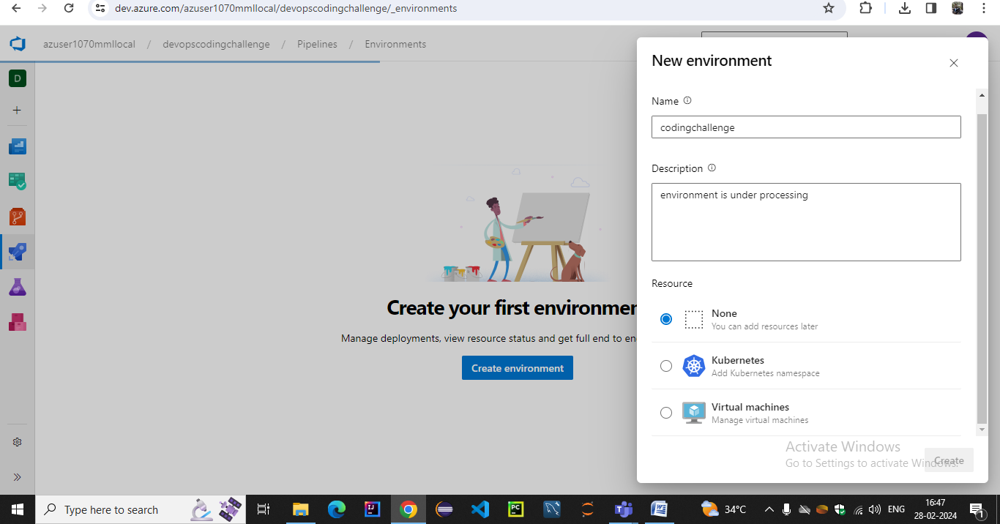 dev.azure.com/azuser1070mmllocal/devopscodingchallenge/_environments
azuser1070mmllocal / devopscodingchallenge / Pipelines / Environments
D
New environment
Name
codingchallenge
Description
environment is under processing
Resource
None
You can add resources later
Kubernetes
Add Kubernetes namespace
Virtual machines
Manage virtual machines
Create
Create your first environmen
Manage deployments, view resource status and get full end to en
Create environment
Activate Windows
Go to Settings to activate Windows.
Type here to search
IJ
PC
34°C
ENG
16:47
28-02-2024
1